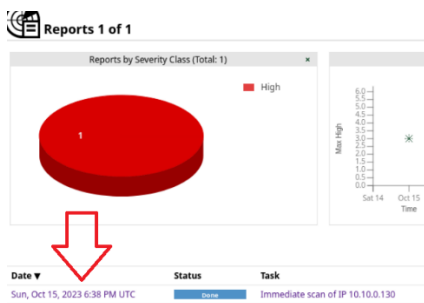 Reports 1 of 1
Reports by Severity Class (Total: 1)
×
High
1
Max High
6.0
5.5
5.0
4.5
4.0
3.5
3.0
2.5
2.0
1.5
1.0
0.5
0.0
Sat 14 Oct 15
Time
Date ▼ Status Task
Sun, Oct 15, 2023 6:38 PM UTC Done Immediate scan of IP 10.10.0.130